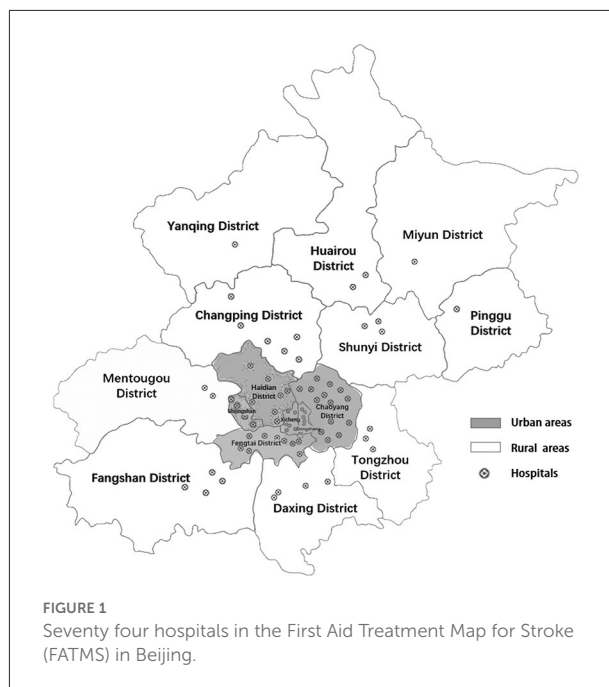 Yanqing District
Huairou
District
Miyun District
Changping District
Pinggu
District
Shunyi District
Mentougou
District
Haidian
District
Chaoyang
District
Xicheng
Fengtai District
Urban areas
Rural areas
Hospitals
Tongzhou
District
Fangshan District
Daxing District
FIGURE 1
Seventy four hospitals in the First Aid Treatment Map for Stroke
(FATMS) in Beijing.